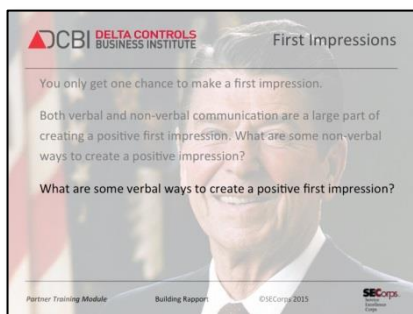 DCBI DELTA CONTROLS
BUSINESS INSTITUTE
First Impressions
You only get one chance to make a first impression.
Both verbal and non-verbal communication are a large part of
creating a positive first impression. What are some non-verbal
ways to create a positive impression?
What are some verbal ways to create a positive first impression?
Partner Training Module
Building Rapport
©SECorps 2015
SECorps.
Service
Excellence
Corps